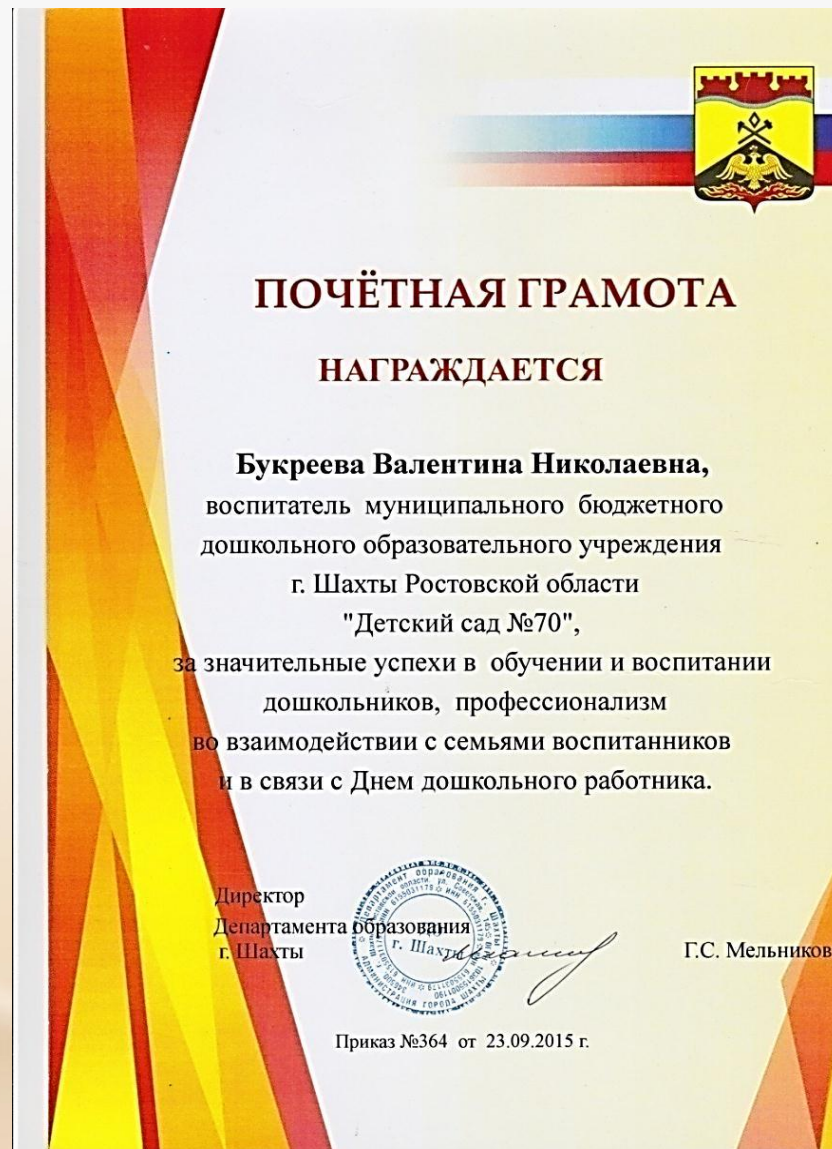 ПОЧЁТНАЯ ГРАМОТА
НАГРАЖДАЕТСЯ
Букреева Валентина Николаевна,
воспитатель муниципального бюджетного
дошкольного образовательного учреждения
г. Шахты Ростовской области
"Детский сад №70",
за значительные успехи в обучении и воспитании
дошкольников, профессионализм
во взаимодействии с семьями воспитанников
и в связи с Днем дошкольного работника.
Директор
Департамента образования
г. Шахты
Г.С. Мельников
г. Шахты
Приказ №364 от 23.09.2015 г.